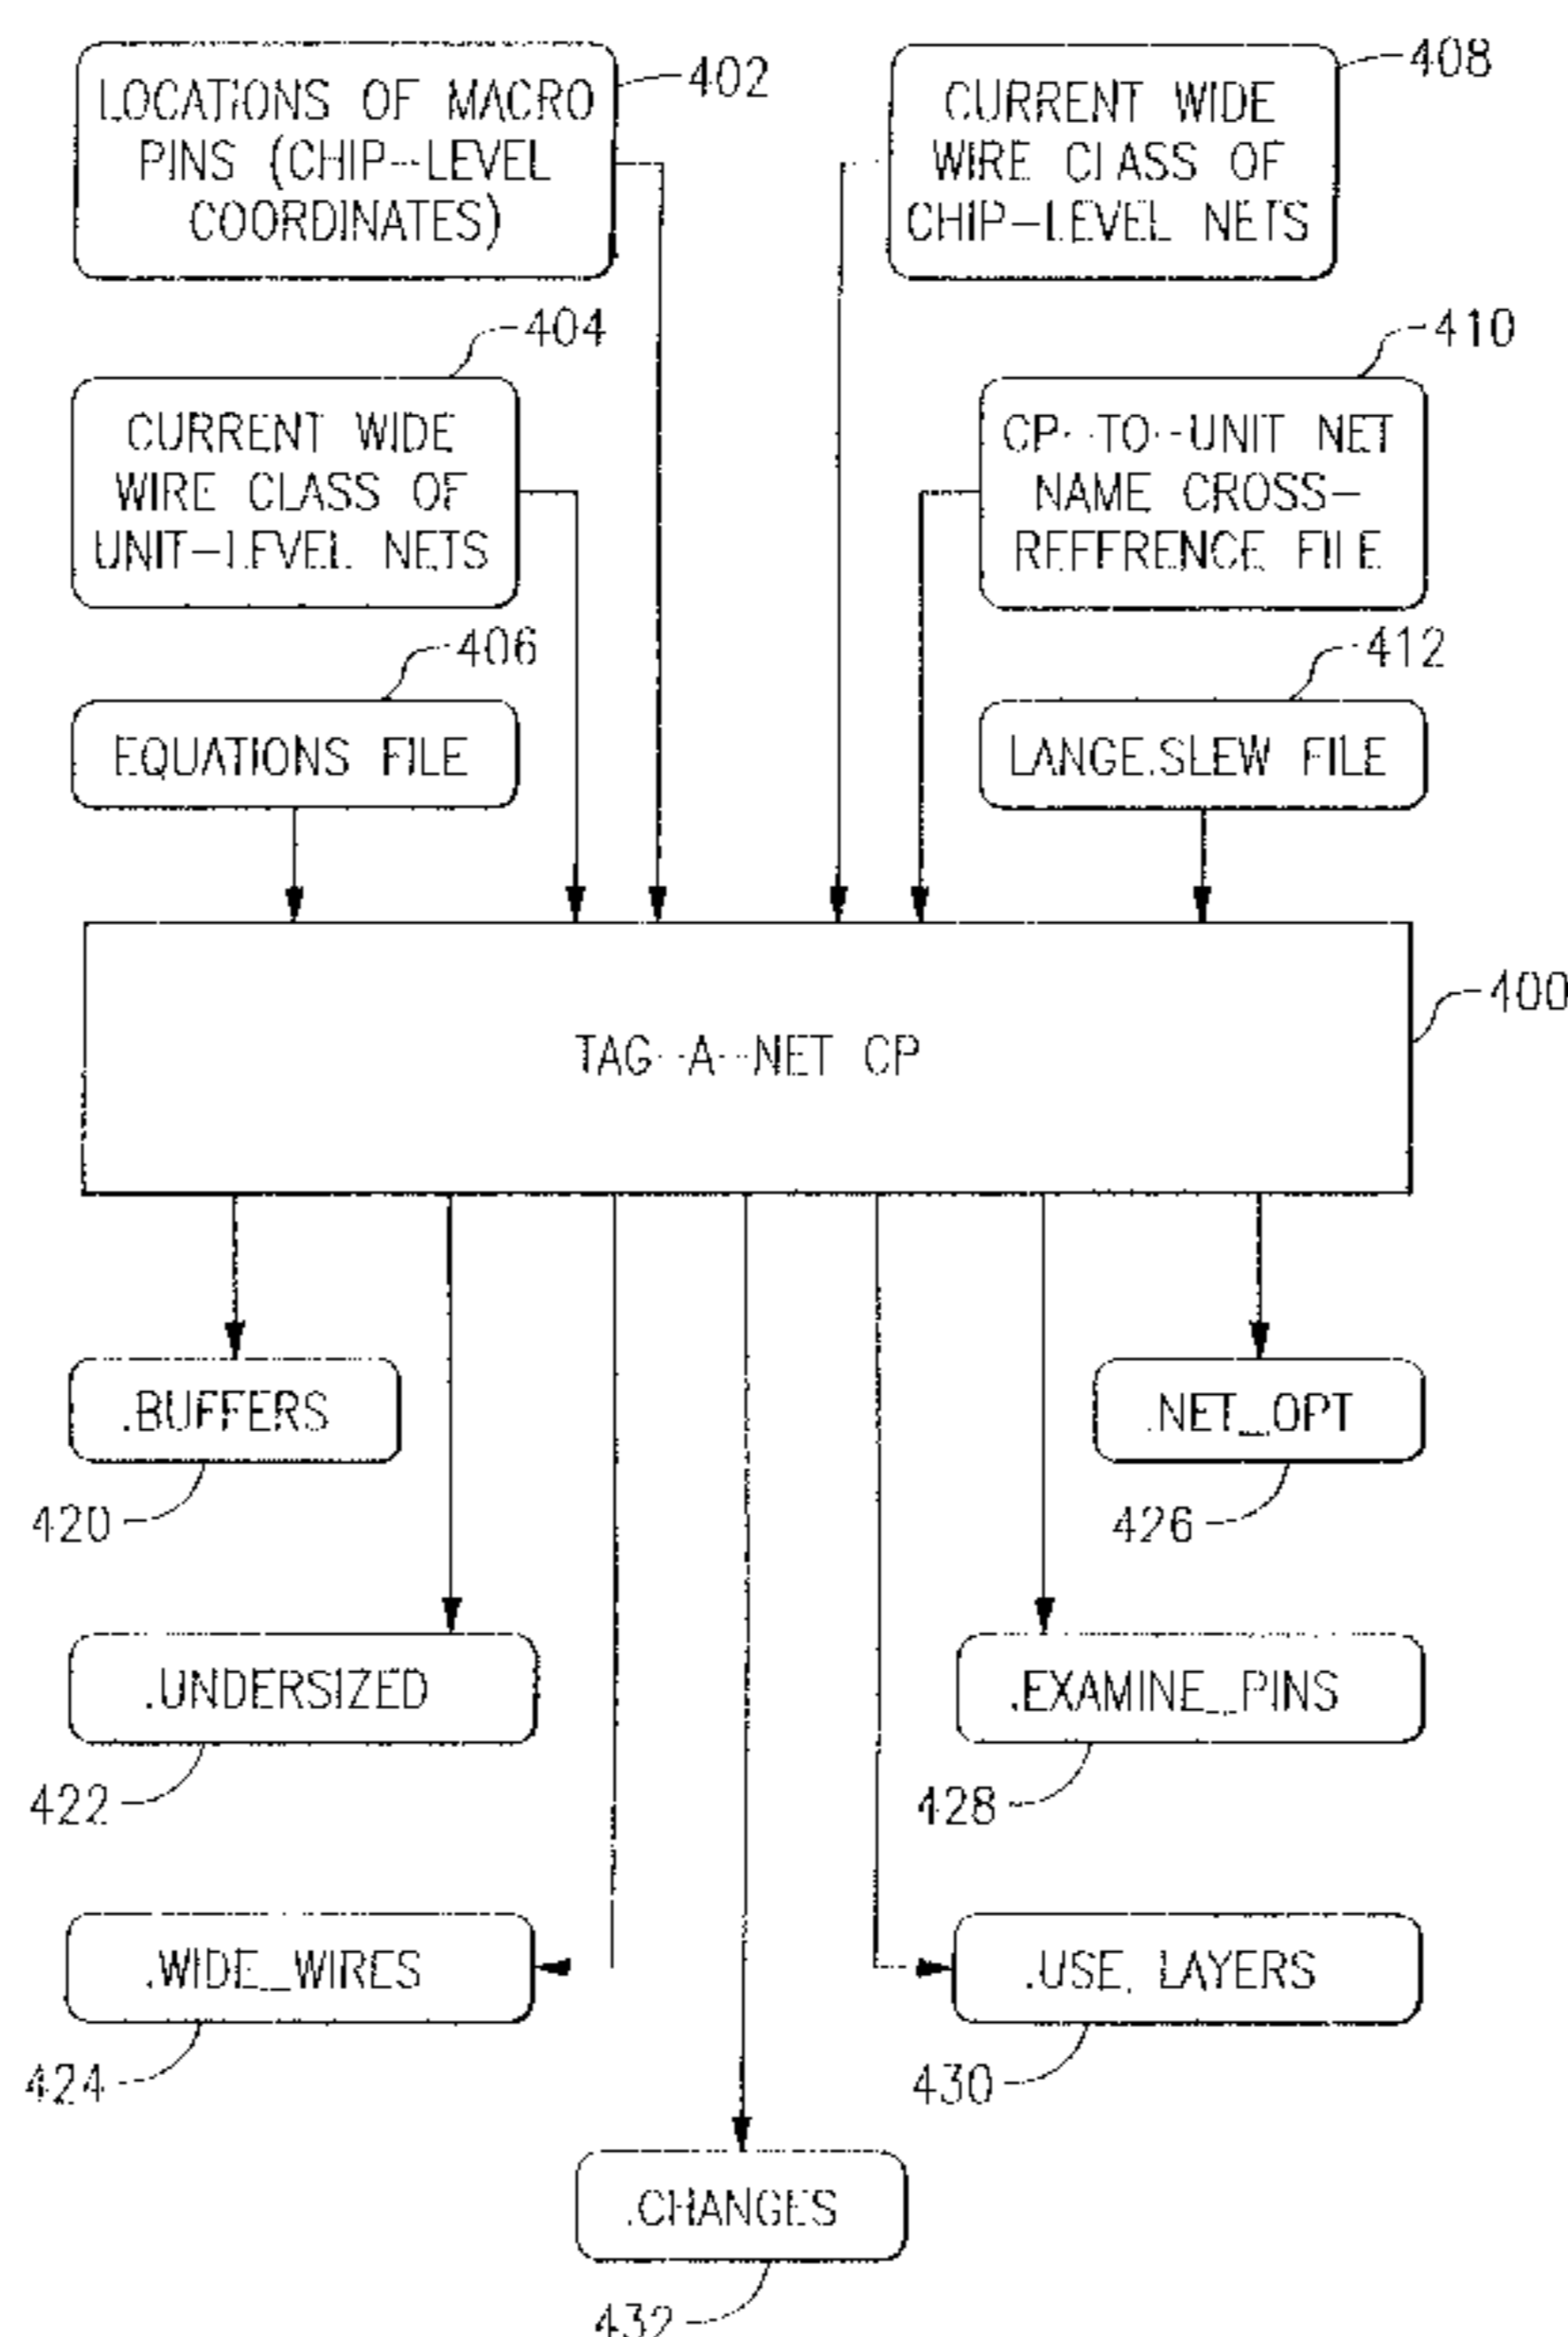 LOCATIONS OF MACRO
PINS (CHIP-LEVEL
COORDINATES)
402
CURRENT WIDE
WIRE CLASS OF
CHIP-LEVEL NETS
408
404
CURRENT WIDE
WIRE CLASS OF
UNIT-LEVEL NETS
410
CP-TO-UNIT NET
NAME CROSS-
REFERENCE FILE
406
EQUATIONS FILE
412
LANGE.SLEW FILE
400
TAG-A-NET CP
.BUFFERS
420
.NET_OPT
426
.UNDERSIZED
422
.EXAMINE_PINS
428
.WIDE_WIRES
424
.USE_LAYERS
430
.CHANGES
432